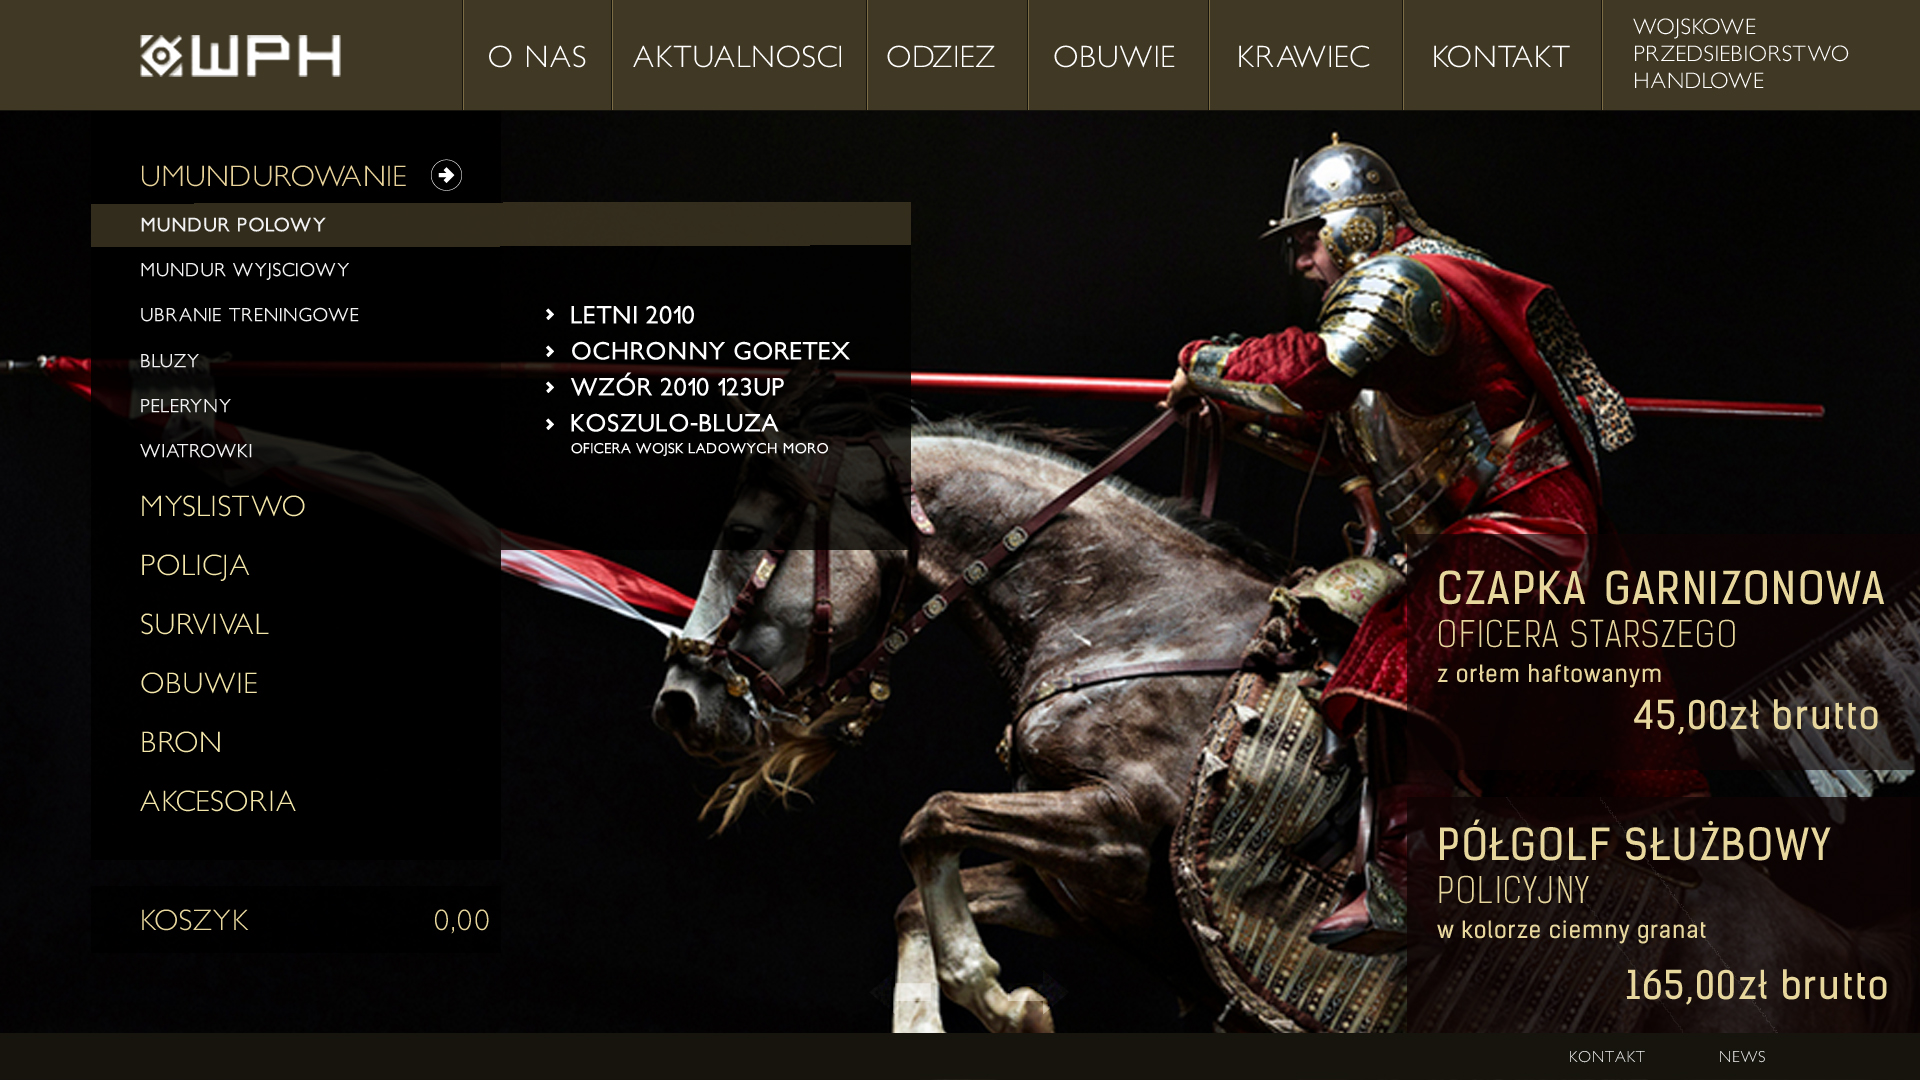 WPH
O NAS
AKTUALNOSCI
ODZIEZ
OBUWIE
KRAWIEC
KONTAKT
WOJSKOWE
PRZEDSIEBIORSTWO
HANDLOWE
UMUNDUROWANIE
MUNDUR POLOWY
MUNDUR WYJSCIOWY
UBRANIE TRENINGOWE
BLUZY
PELERYNY
WIATROWKI
MYSLISTWO
POLICJA
SURVIVAL
OBUWIE
BRON
AKCESORIA
KOSZYK 0,00
LETNI 2010
OCHRONNY GORETEX
WZÓR 2010 123UP
KOSZULO-BLUZA
OFICERA WOJSK LADOWYCH MORO
CZAPKA GARNIZONOWA
OFICERA STARSZEGO
z orłem haftowanym
45,00zł brutto
PÓŁGOLF SŁUŻBOWY
POLICYJNY
w kolorze ciemny granat
165,00zł brutto
KONTAKT
NEWS